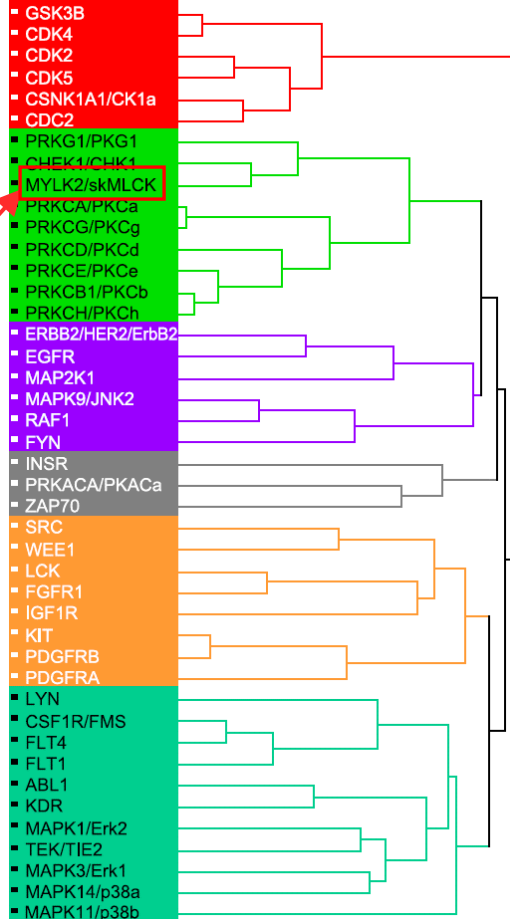 GSK3B
CDK4
CDK2
CDK5
CSNK1A1/CK1a
CDC2
PRKG1/PKG1
CHEK1/CHK1
MYLK2/skMLCK
PRKCA/PKCa
PRKCG/PKCg
PRKCD/PKCd
PRKCE/PKCe
PRKCB1/PKCb
PRKCH/PKCh
ERBB2/HER2/ErbB2
EGFR
MAP2K1
MAPK9/JNK2
RAF1
FYN
INSR
PRKACA/PKACa
ZAP70
SRC
WEE1
LCK
FGFR1
IGF1R
KIT
PDGFRB
PDGFRA
LYN
CSF1R/FMS
FLT4
FLT1
ABL1
KDR
MAPK1/Erk2
TEK/TIE2
MAPK3/Erk1
MAPK14/p38a
MAPK11/p38b